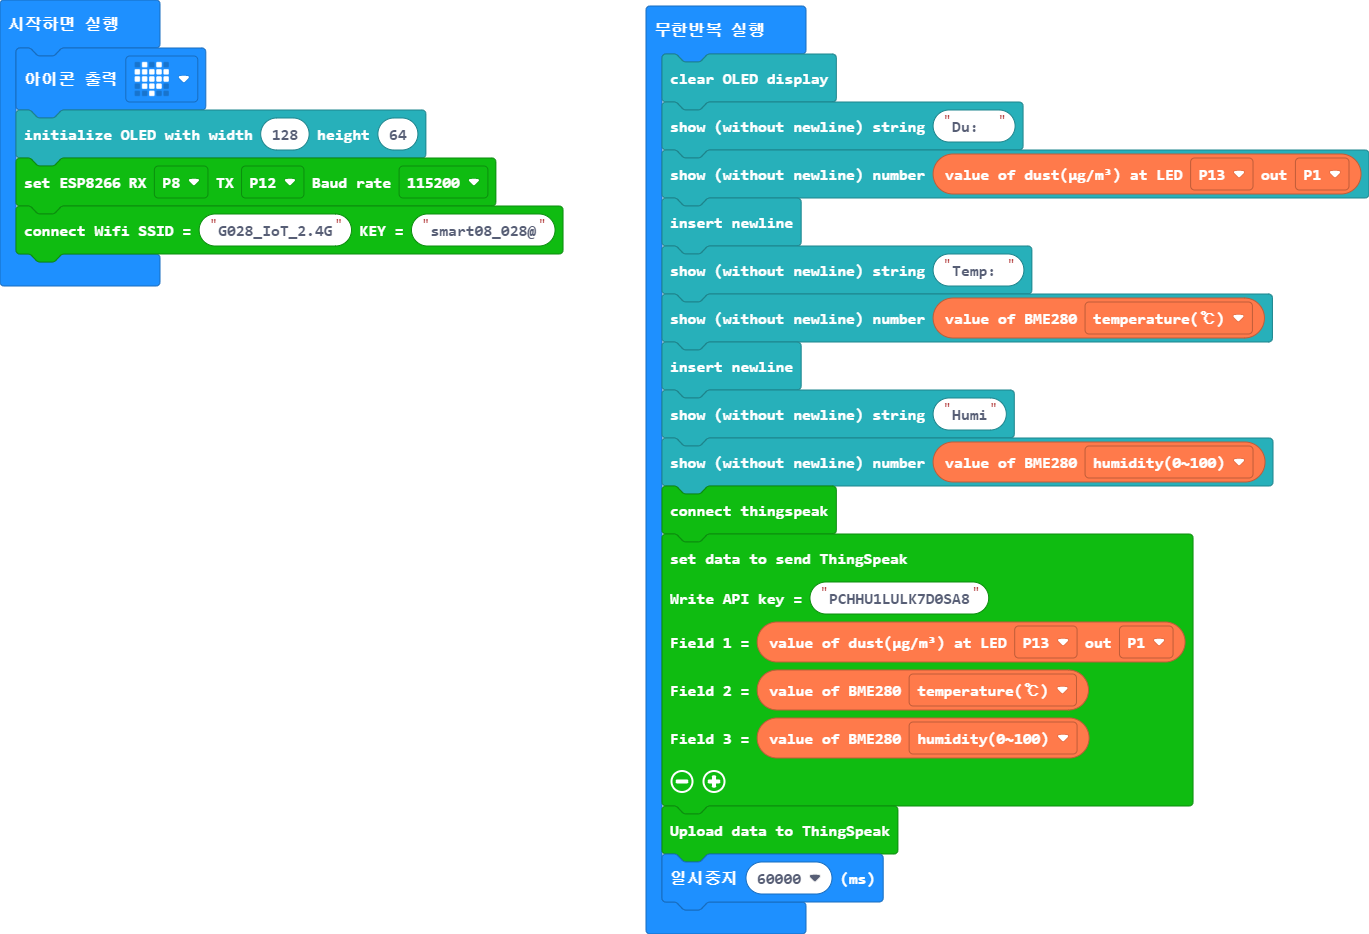 시작하면 실행
아이콘 출력
initialize OLED with width 128 height 64
set ESP8266 RX P8 TX P12 Baud rate 115200
connect Wifi SSID = "G028_IoT_2.4G" KEY = "smart08_028@"
무한반복 실행
clear OLED display
show (without newline) string "Du: "
show (without newline) number value of dust(μg/m³) at LED P13 out P1
insert newline
show (without newline) string "Temp: "
show (without newline) number value of BME280 temperature(℃)
insert newline
show (without newline) string "Humi"
show (without newline) number value of BME280 humidity(0~100)
connect thingspeak
set data to send ThingSpeak
Write API key = "PCHHU1LULK7D0SA8"
Field 1 = value of dust(μg/m³) at LED P13 out P1
Field 2 = value of BME280 temperature(℃)
Field 3 = value of BME280 humidity(0~100)
Upload data to ThingSpeak
일시중지 60000 (ms)